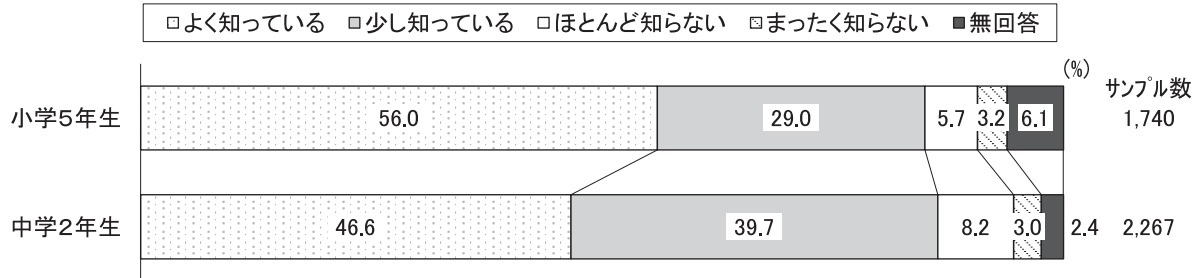 よく知っている 少し知っている ほとんど知らない まったく知らない 無回答
(%)
サンプル数
小学5年生 56.0 29.0 5.7 3.2 6.1 1,740
中学2年生 46.6 39.7 8.2 3.0 2.4 2,267